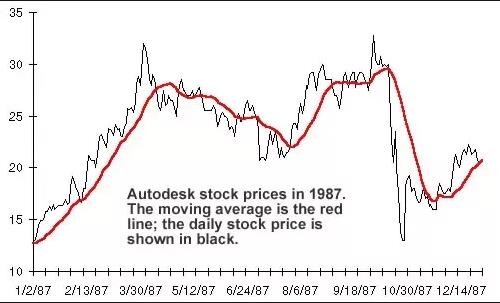 35
30
25
20
15
10
Autodesk stock prices in 1987.
The moving average is the red
line; the daily stock price is
shown in black.
1/2/87 2/13/87 3/30/87 5/12/87 6/24/87 8/6/87 9/18/87 10/30/87 12/14/87